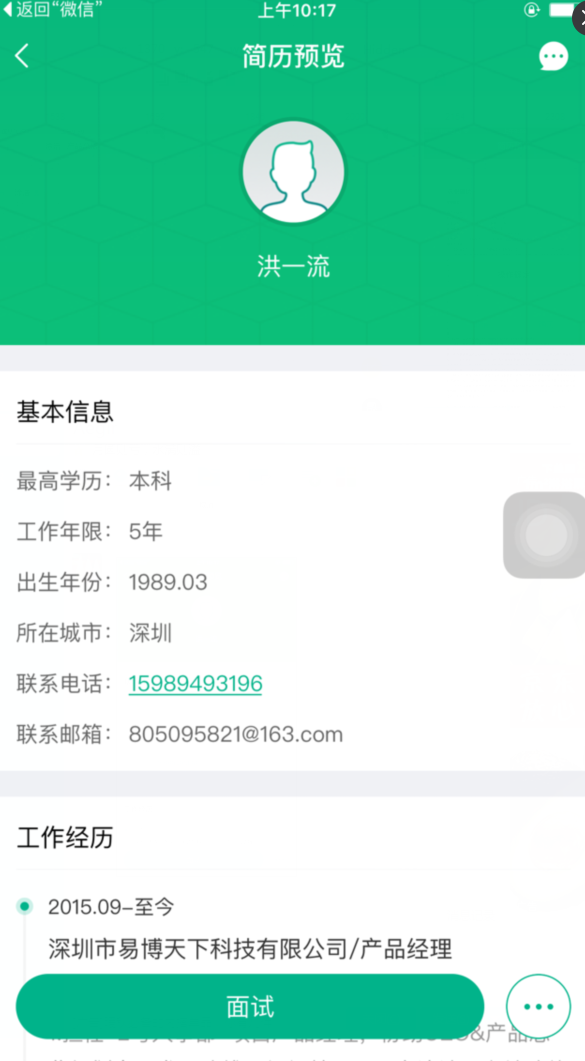 返回“微信”
上午10:17
简历预览
洪一流
基本信息
最高学历： 本科
工作年限： 5年
出生年份： 1989.03
所在城市： 深圳
联系电话： 15989493196
联系邮箱： 805095821@163.com
工作经历
2015.09-至今
深圳市易博天下科技有限公司/产品经理
面试